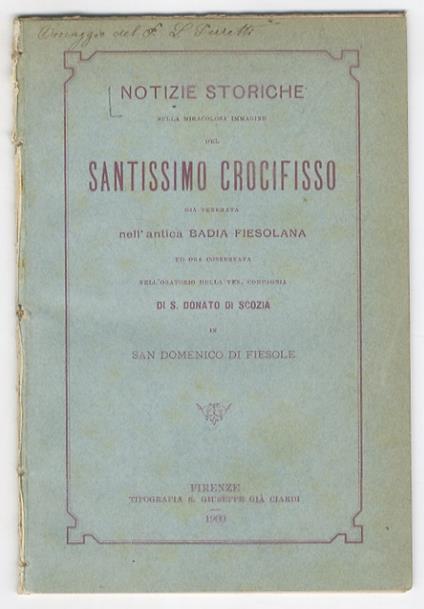 Omaggio del F. L.
NOTIZIE STORICHE
SULLA MIRACOLOSA IMMAGINE
DEL
SANTISSIMO CROCIFISSO
GIÀ VENERATA
nell'antica BADIA FIESOLANA
ED ORA CONSERVATA
NELL'ORATORIO DELLA VEN. COMPAGNIA
DI S. DONATO DI SCOZIA
IN
SAN DOMENICO DI FIESOLE
FIRENZE
TIPOGRAFIA S. GIUSEPPE GIÀ CIARDI
1900